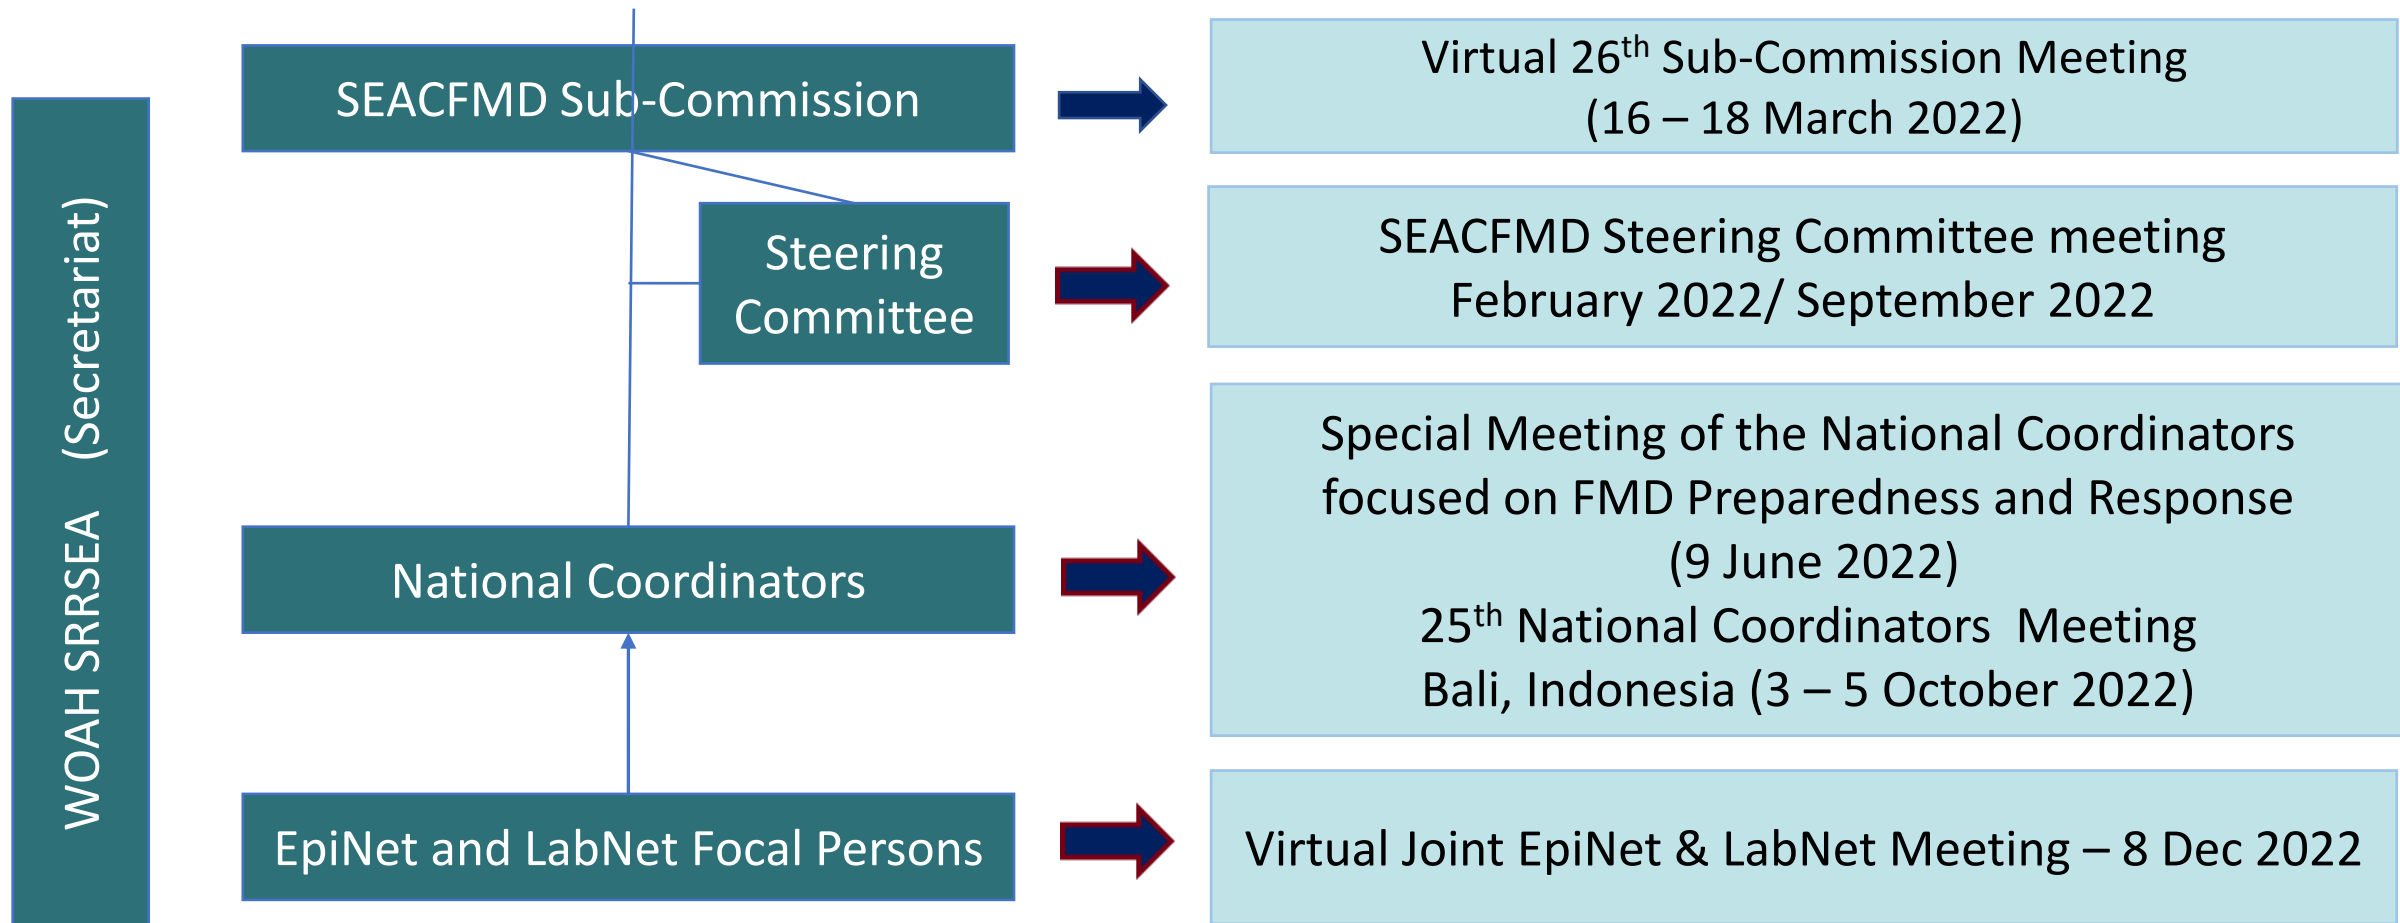 WOAH SRRSEA (Secretariat)
SEACFMD Sub-Commission
Virtual 26th Sub-Commission Meeting
(16 – 18 March 2022)
Steering
Committee
SEACFMD Steering Committee meeting
February 2022/ September 2022
National Coordinators
Special Meeting of the National Coordinators
focused on FMD Preparedness and Response
(9 June 2022)
25th National Coordinators Meeting
Bali, Indonesia (3 – 5 October 2022)
EpiNet and LabNet Focal Persons
Virtual Joint EpiNet & LabNet Meeting – 8 Dec 2022